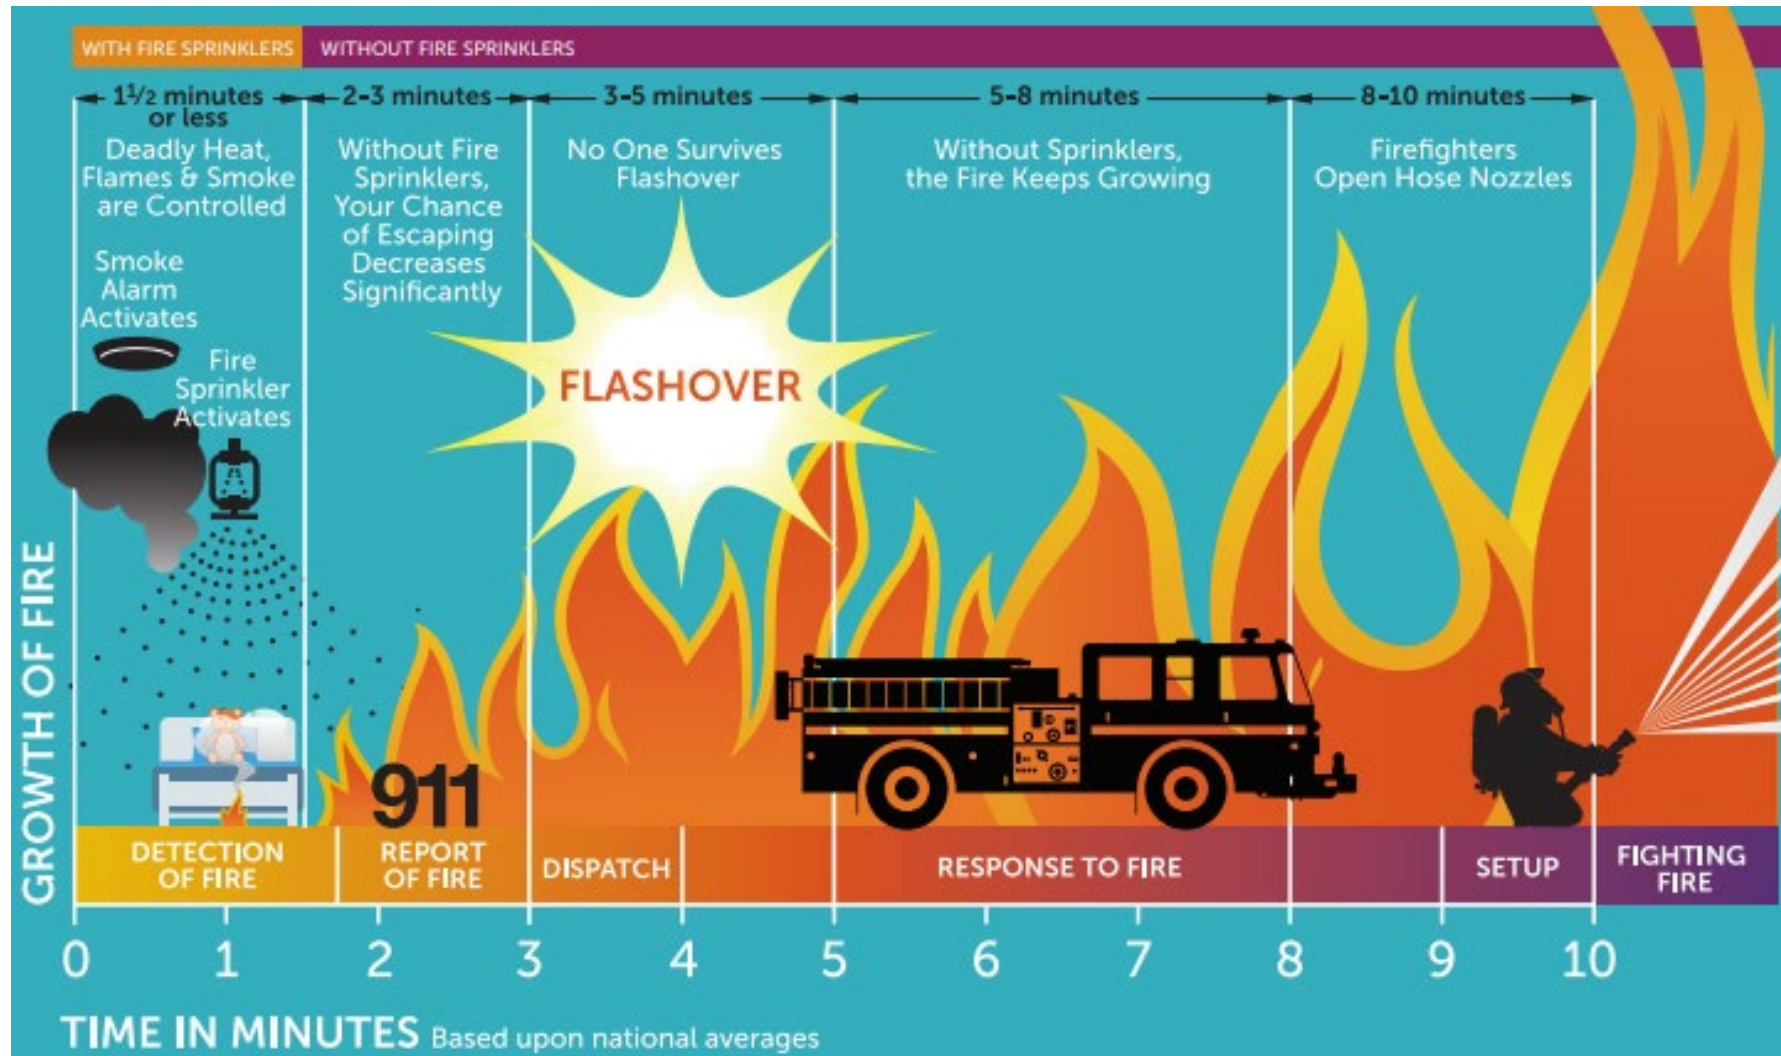 WITH FIRE SPRINKLERS
WITHOUT FIRE SPRINKLERS
1½ minutes
or less
Deadly Heat,
Flames & Smoke
are Controlled
Smoke
Alarm
Activates
Fire
Sprinkler
Activates
2-3 minutes
Without Fire
Sprinklers,
Your Chance
of Escaping
Decreases
Significantly
3-5 minutes
No One Survives
Flashover
FLASHOVER
5-8 minutes
Without Sprinklers,
the Fire Keeps Growing
8-10 minutes
Firefighters
Open Hose Nozzles
GROWTH OF FIRE
911
DETECTION
OF FIRE
REPORT
OF FIRE
DISPATCH
RESPONSE TO FIRE
SETUP
FIGHTING
FIRE
0 1 2 3 4 5 6 7 8 9 10
TIME IN MINUTES Based upon national averages